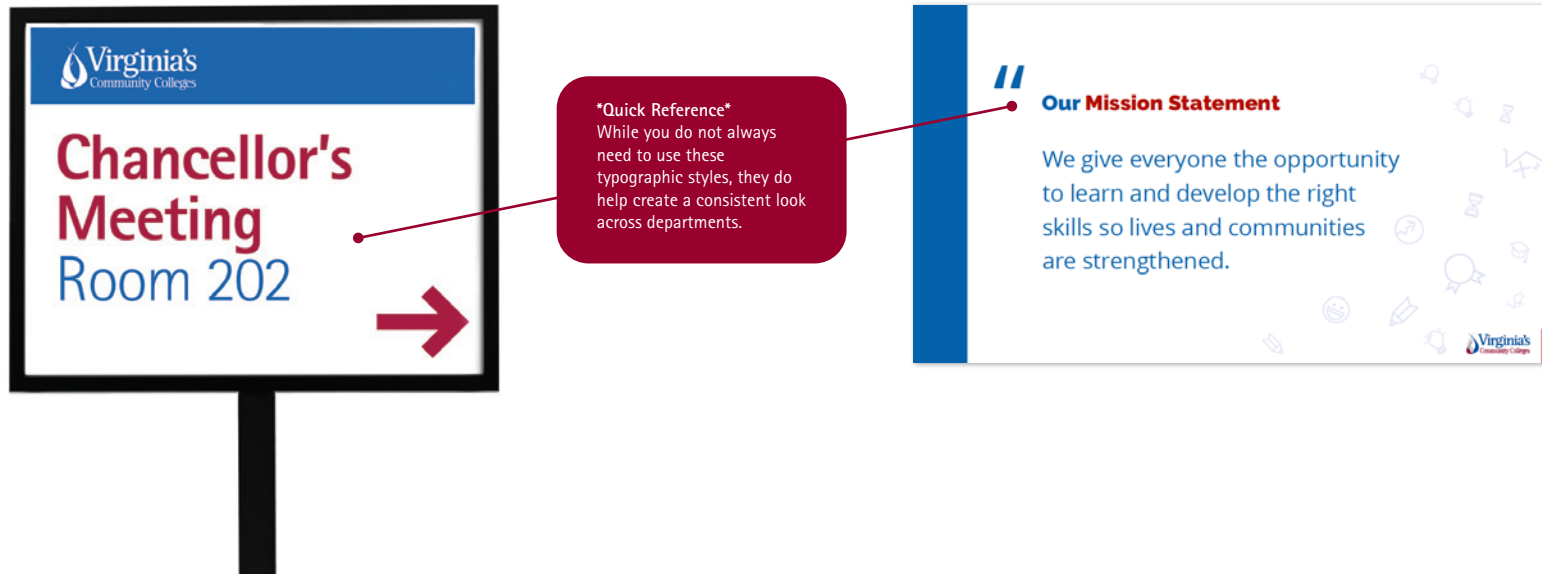 Virginia's
Community Colleges
Chancellor's
Meeting
Room 202
*Quick Reference*
While you do not always
need to use these
typographic styles, they do
help create a consistent look
across departments.
"
Our Mission Statement
We give everyone the opportunity
to learn and develop the right
skills so lives and communities
are strengthened.
Virginia's
Community Colleges